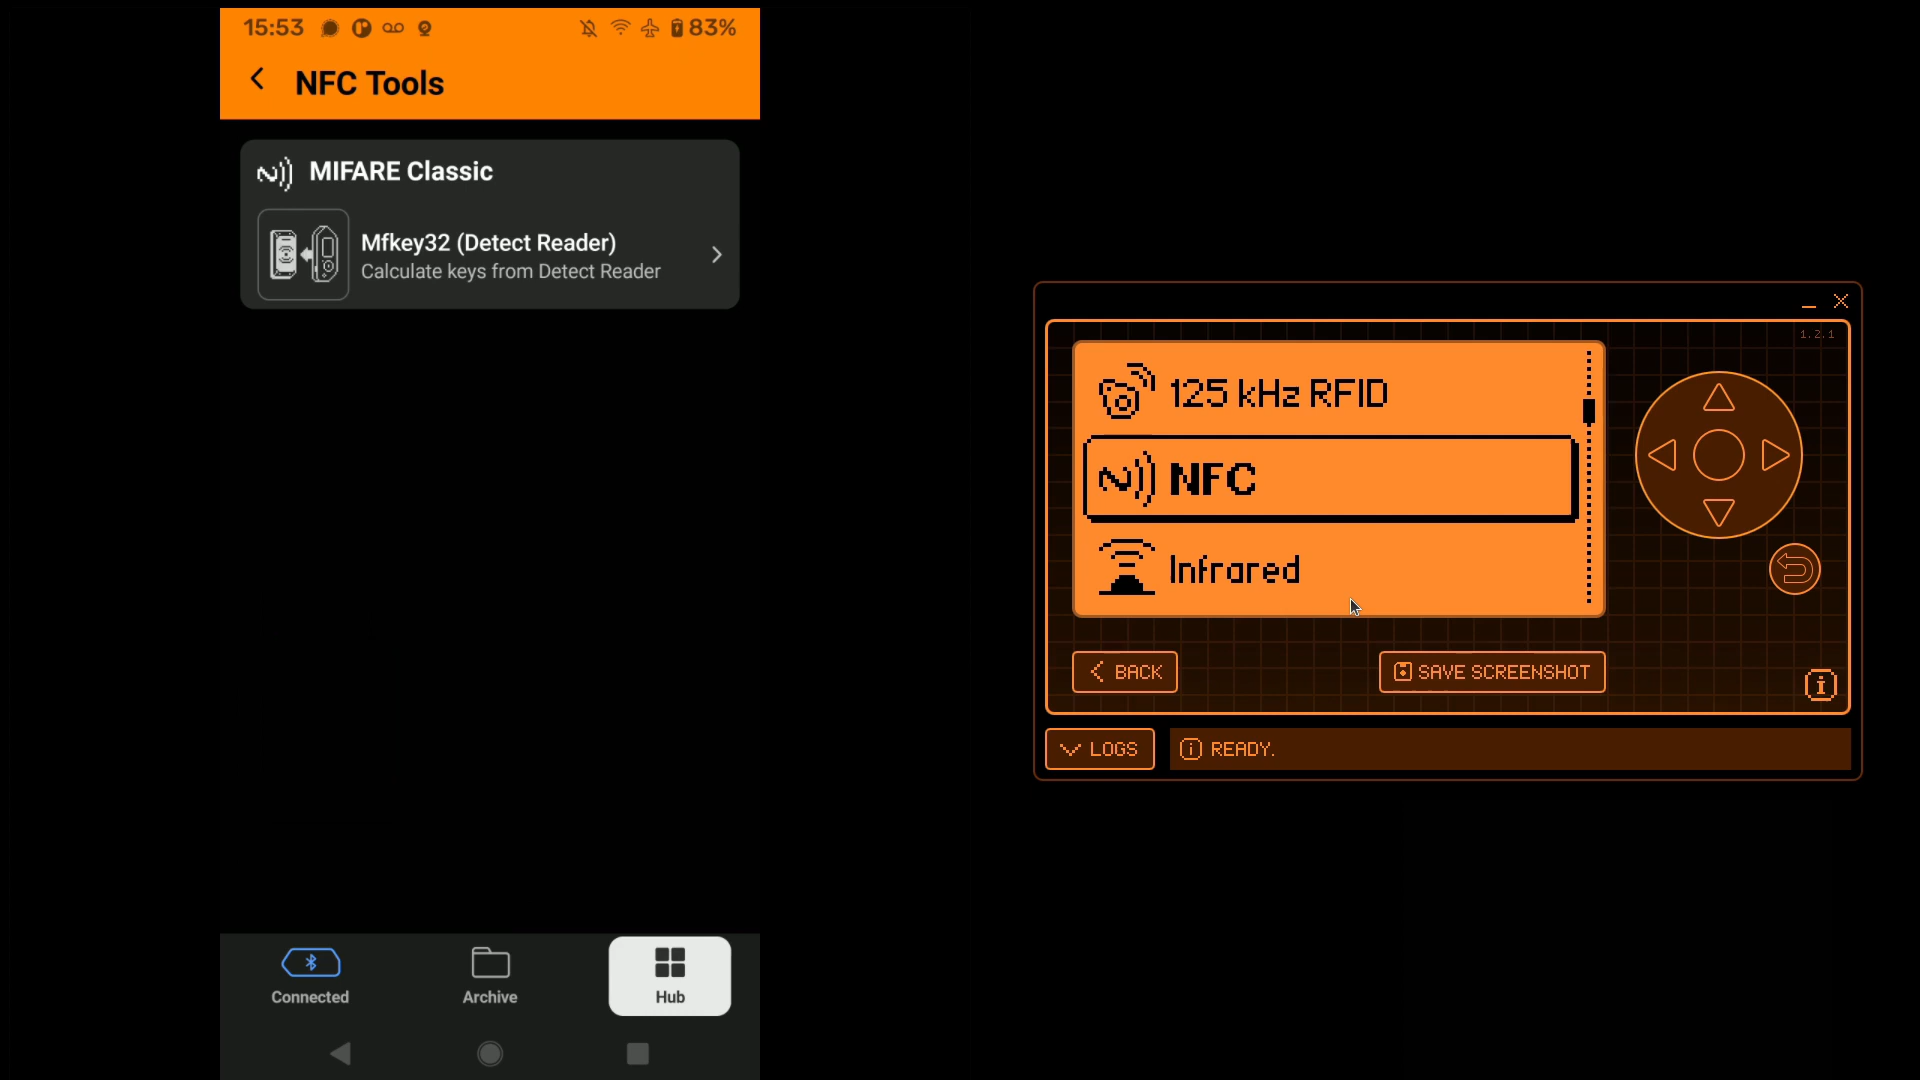 15:53
83%
NFC Tools
MIFARE Classic
Mfkey32 (Detect Reader)
Calculate keys from Detect Reader
Connected
Archive
Hub
1.2.1
125 kHz RFID
NFC
Infrared
BACK
SAVE SCREENSHOT
LOGS
READY.